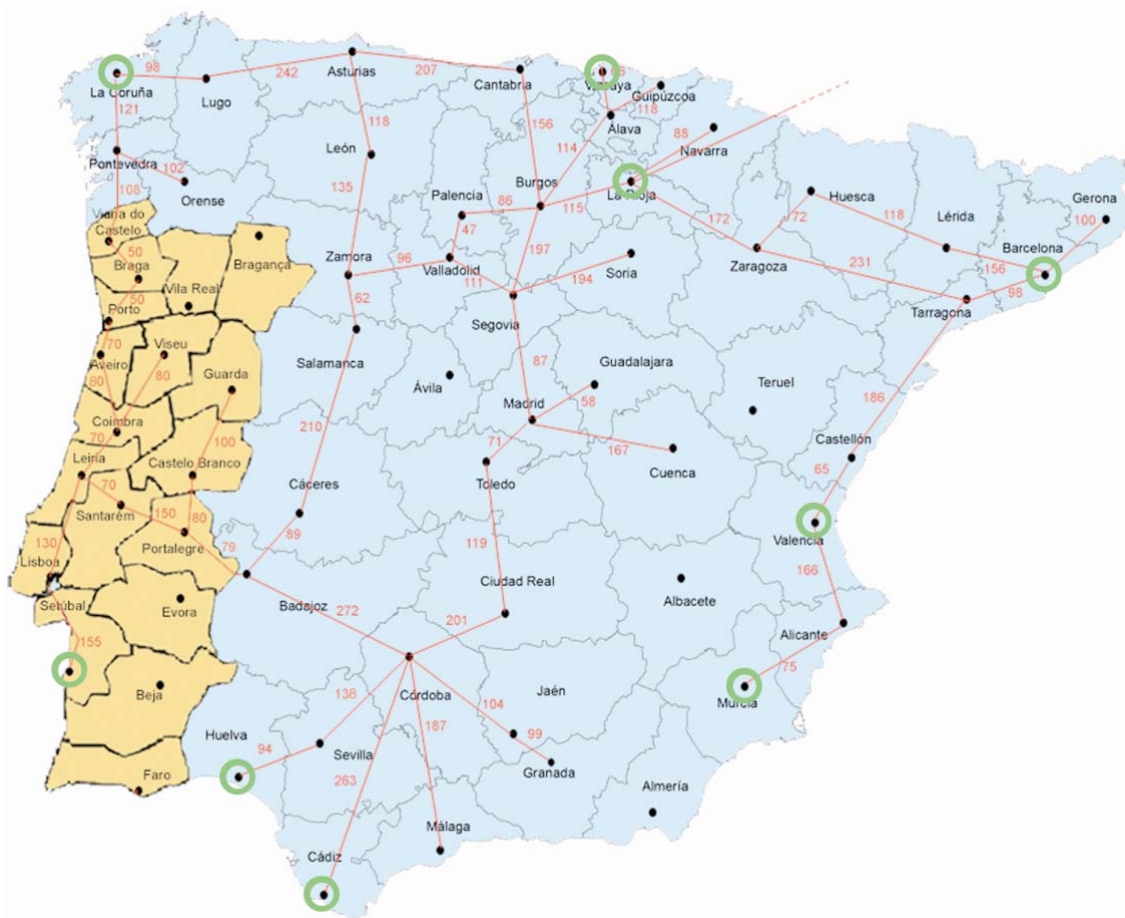 98
La Coruña
Lugo
242
Asturias
207
Cantabria
Vizcaya
118
Guipúzcoa
Álava
88
Navarra
121
118
156
114
Pontevedra
102
Orense
León
135
Palencia
86
Burgos
115
La Rioja
172
72
Huesca
118
Lérida
Gerona
100
Barcelona
108
Viana do
Castelo
50
Braga
50
Bragança
Vila Real
Porto
Zamora
96
47
Valladolid
111
197
194
Soria
Zaragoza
231
156
98
Tarragona
62
Segovia
70
Aveiro
Viseu
80
80
Guarda
Salamanca
Ávila
87
Guadalajara
58
Madrid
Teruel
186
Coimbra
70
100
Leiria
Castelo Branco
210
71
167
Cuenca
Castellón
65
Toledo
70
Santarém
150
80
Cáceres
89
119
Valencia
166
130
Lisboa
Portalegre
79
Ciudad Real
Albacete
Setúbal
Evora
Badajoz
272
201
Alicante
75
155
Beja
138
Córdoba
104
187
Jaén
Murcia
Huelva
94
Sevilla
263
99
Granada
Almería
Faro
Málaga
Cádiz